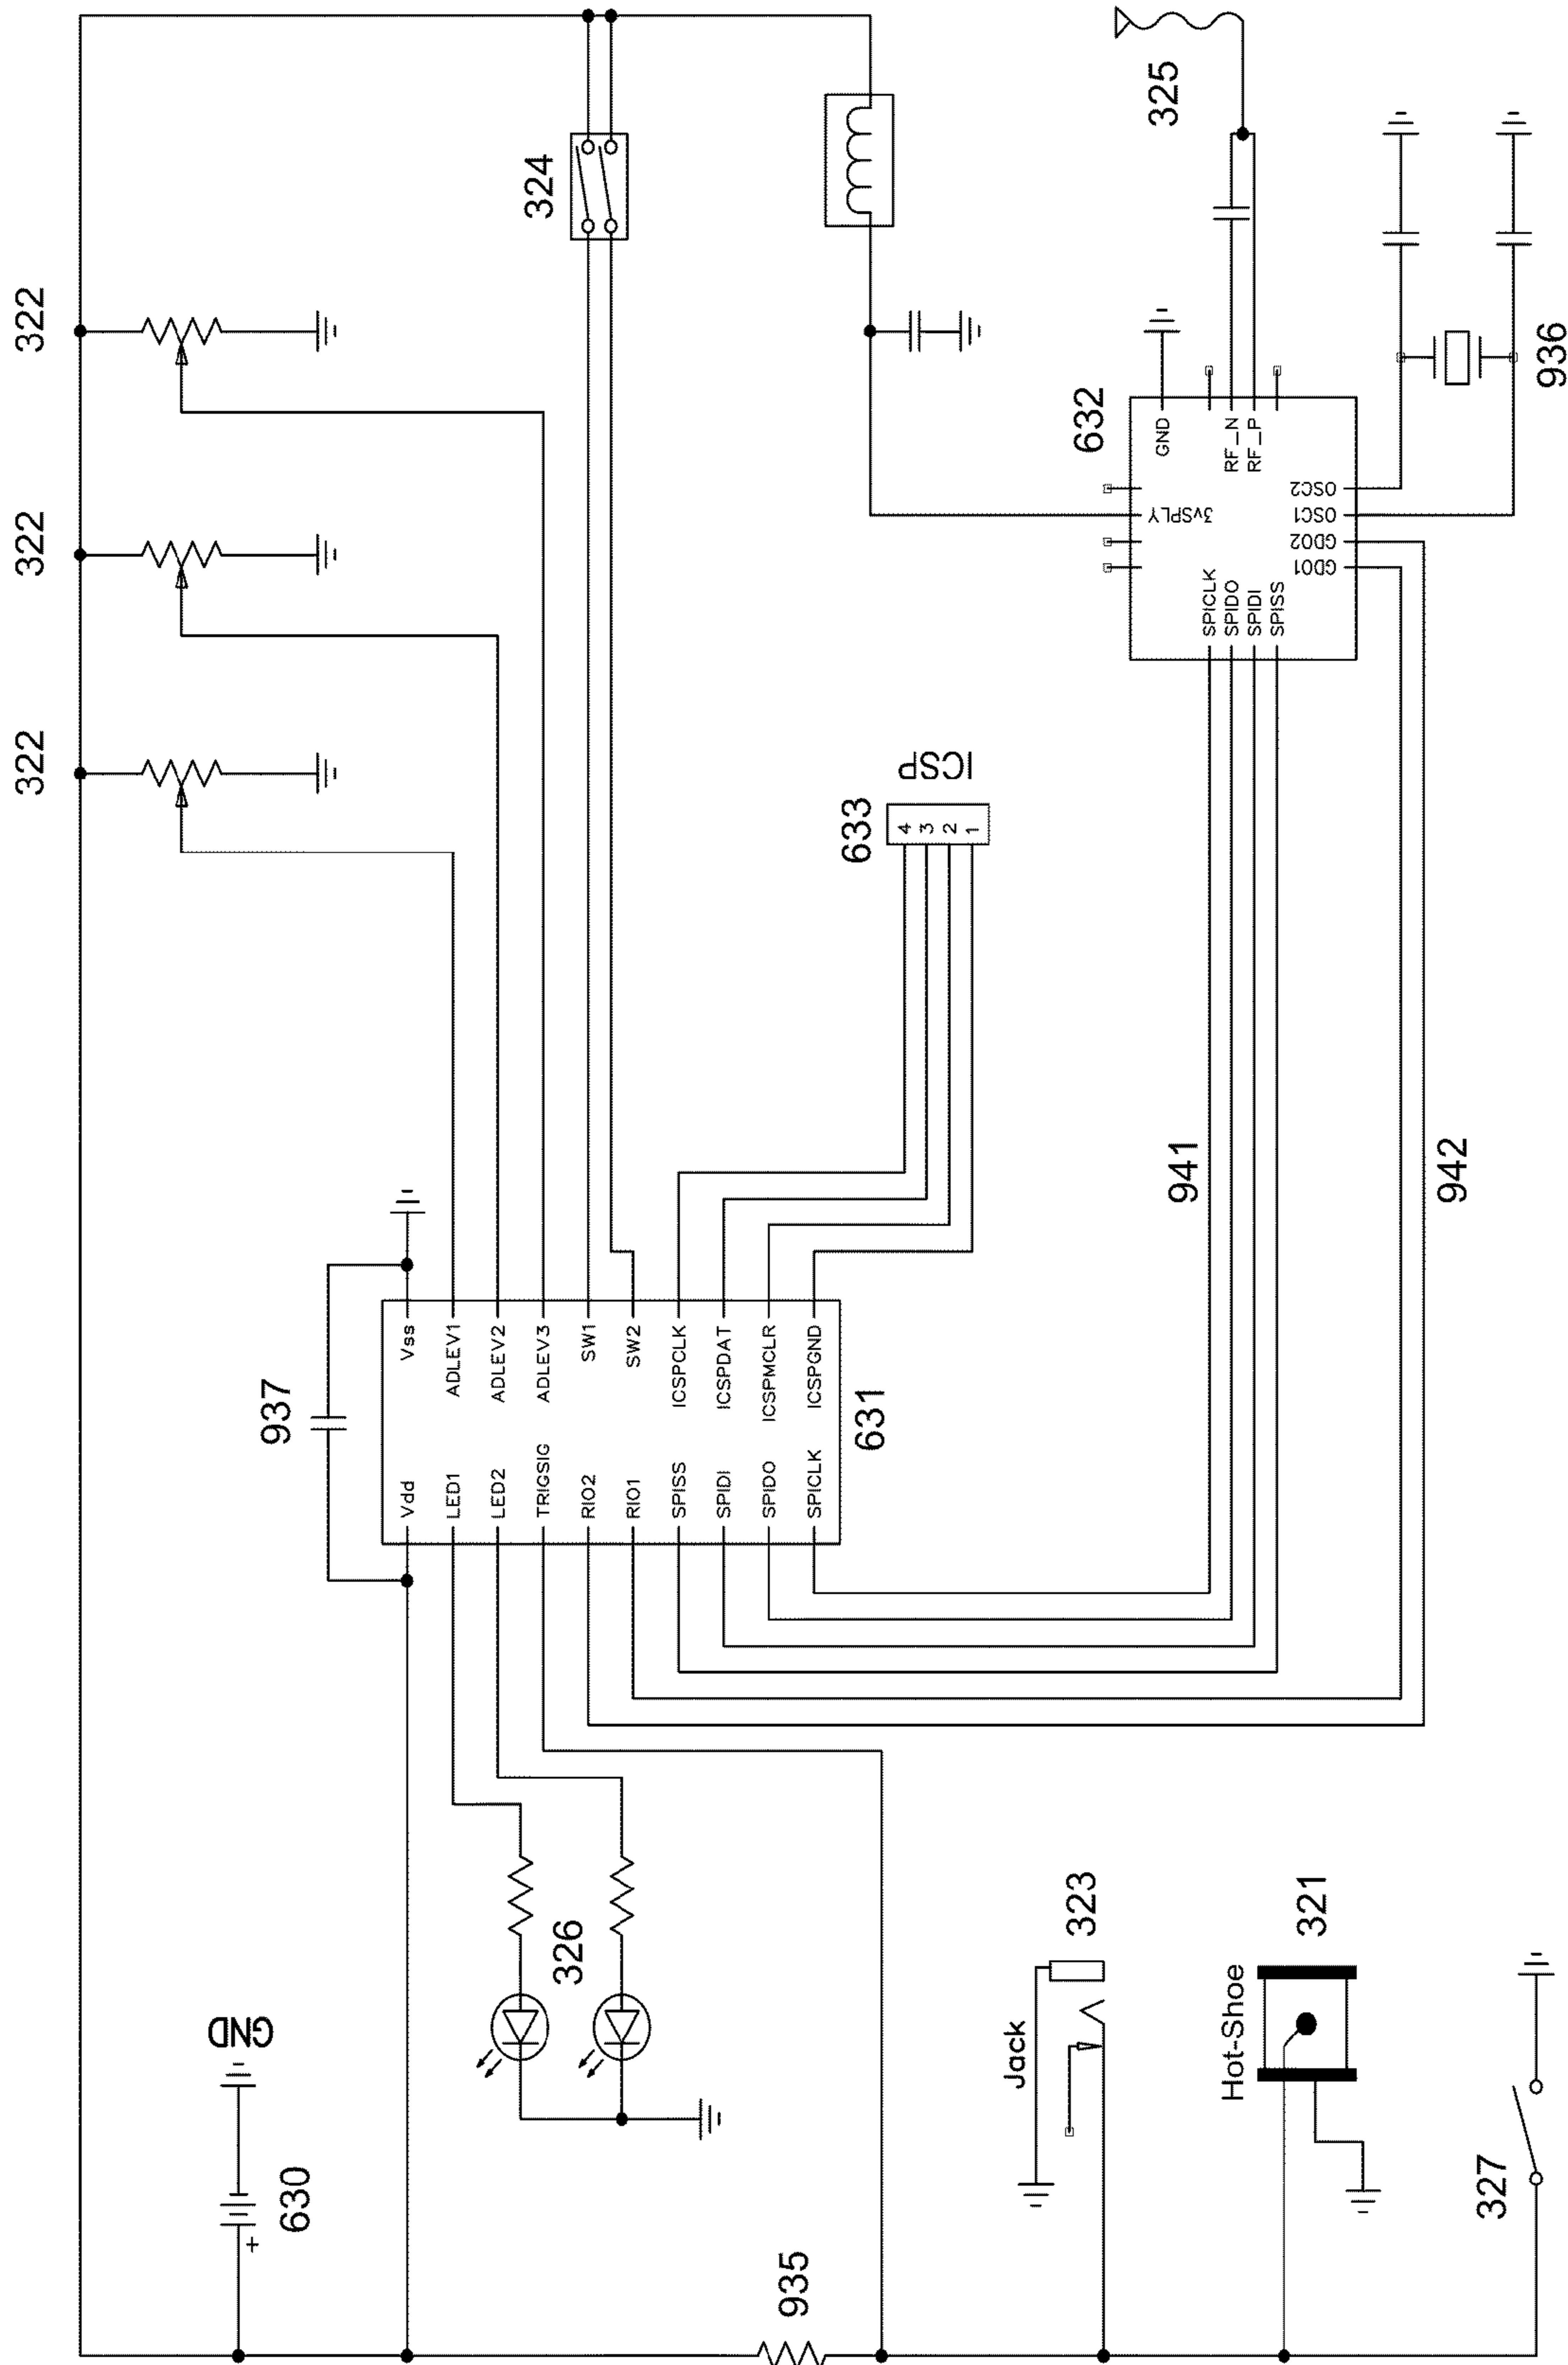 322
322
322
324
325
GND
+
630
937
Vdd
LED1
LED2
TRIGSIG
RIO2
RIO1
SPISS
SPIDI
SPIDO
SPICLK
Vss
ADLEV1
ADLEV2
ADLEV3
SW1
SW2
ICSPCLK
ICSPDAT
ICSPMCLR
ICSPGND
631
326
633
4
3
2
1
ICSP
632
GND
RF_N
RF_P
3vSPLY
SPICLK
SPIDO
SPIDI
SPISS
OSC2
OSC1
GDO2
GDO1
936
941
942
935
Jack
323
Hot-Shoe
321
327